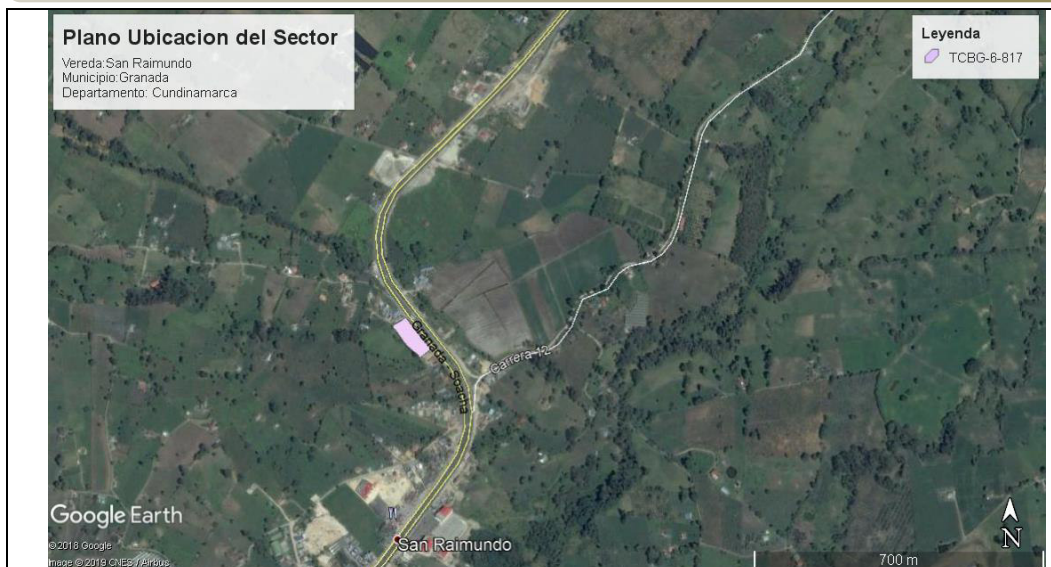 Plano Ubicacion del Sector
Vereda:San Raimundo
Municipio:Granada
Departamento: Cundinamarca
Leyenda
TCBG-6-817
Granada - Soacha
Carrera 12
San Raimundo
Google Earth
©2018 Google
Image © 2019 CNES / Airbus
N
700 m